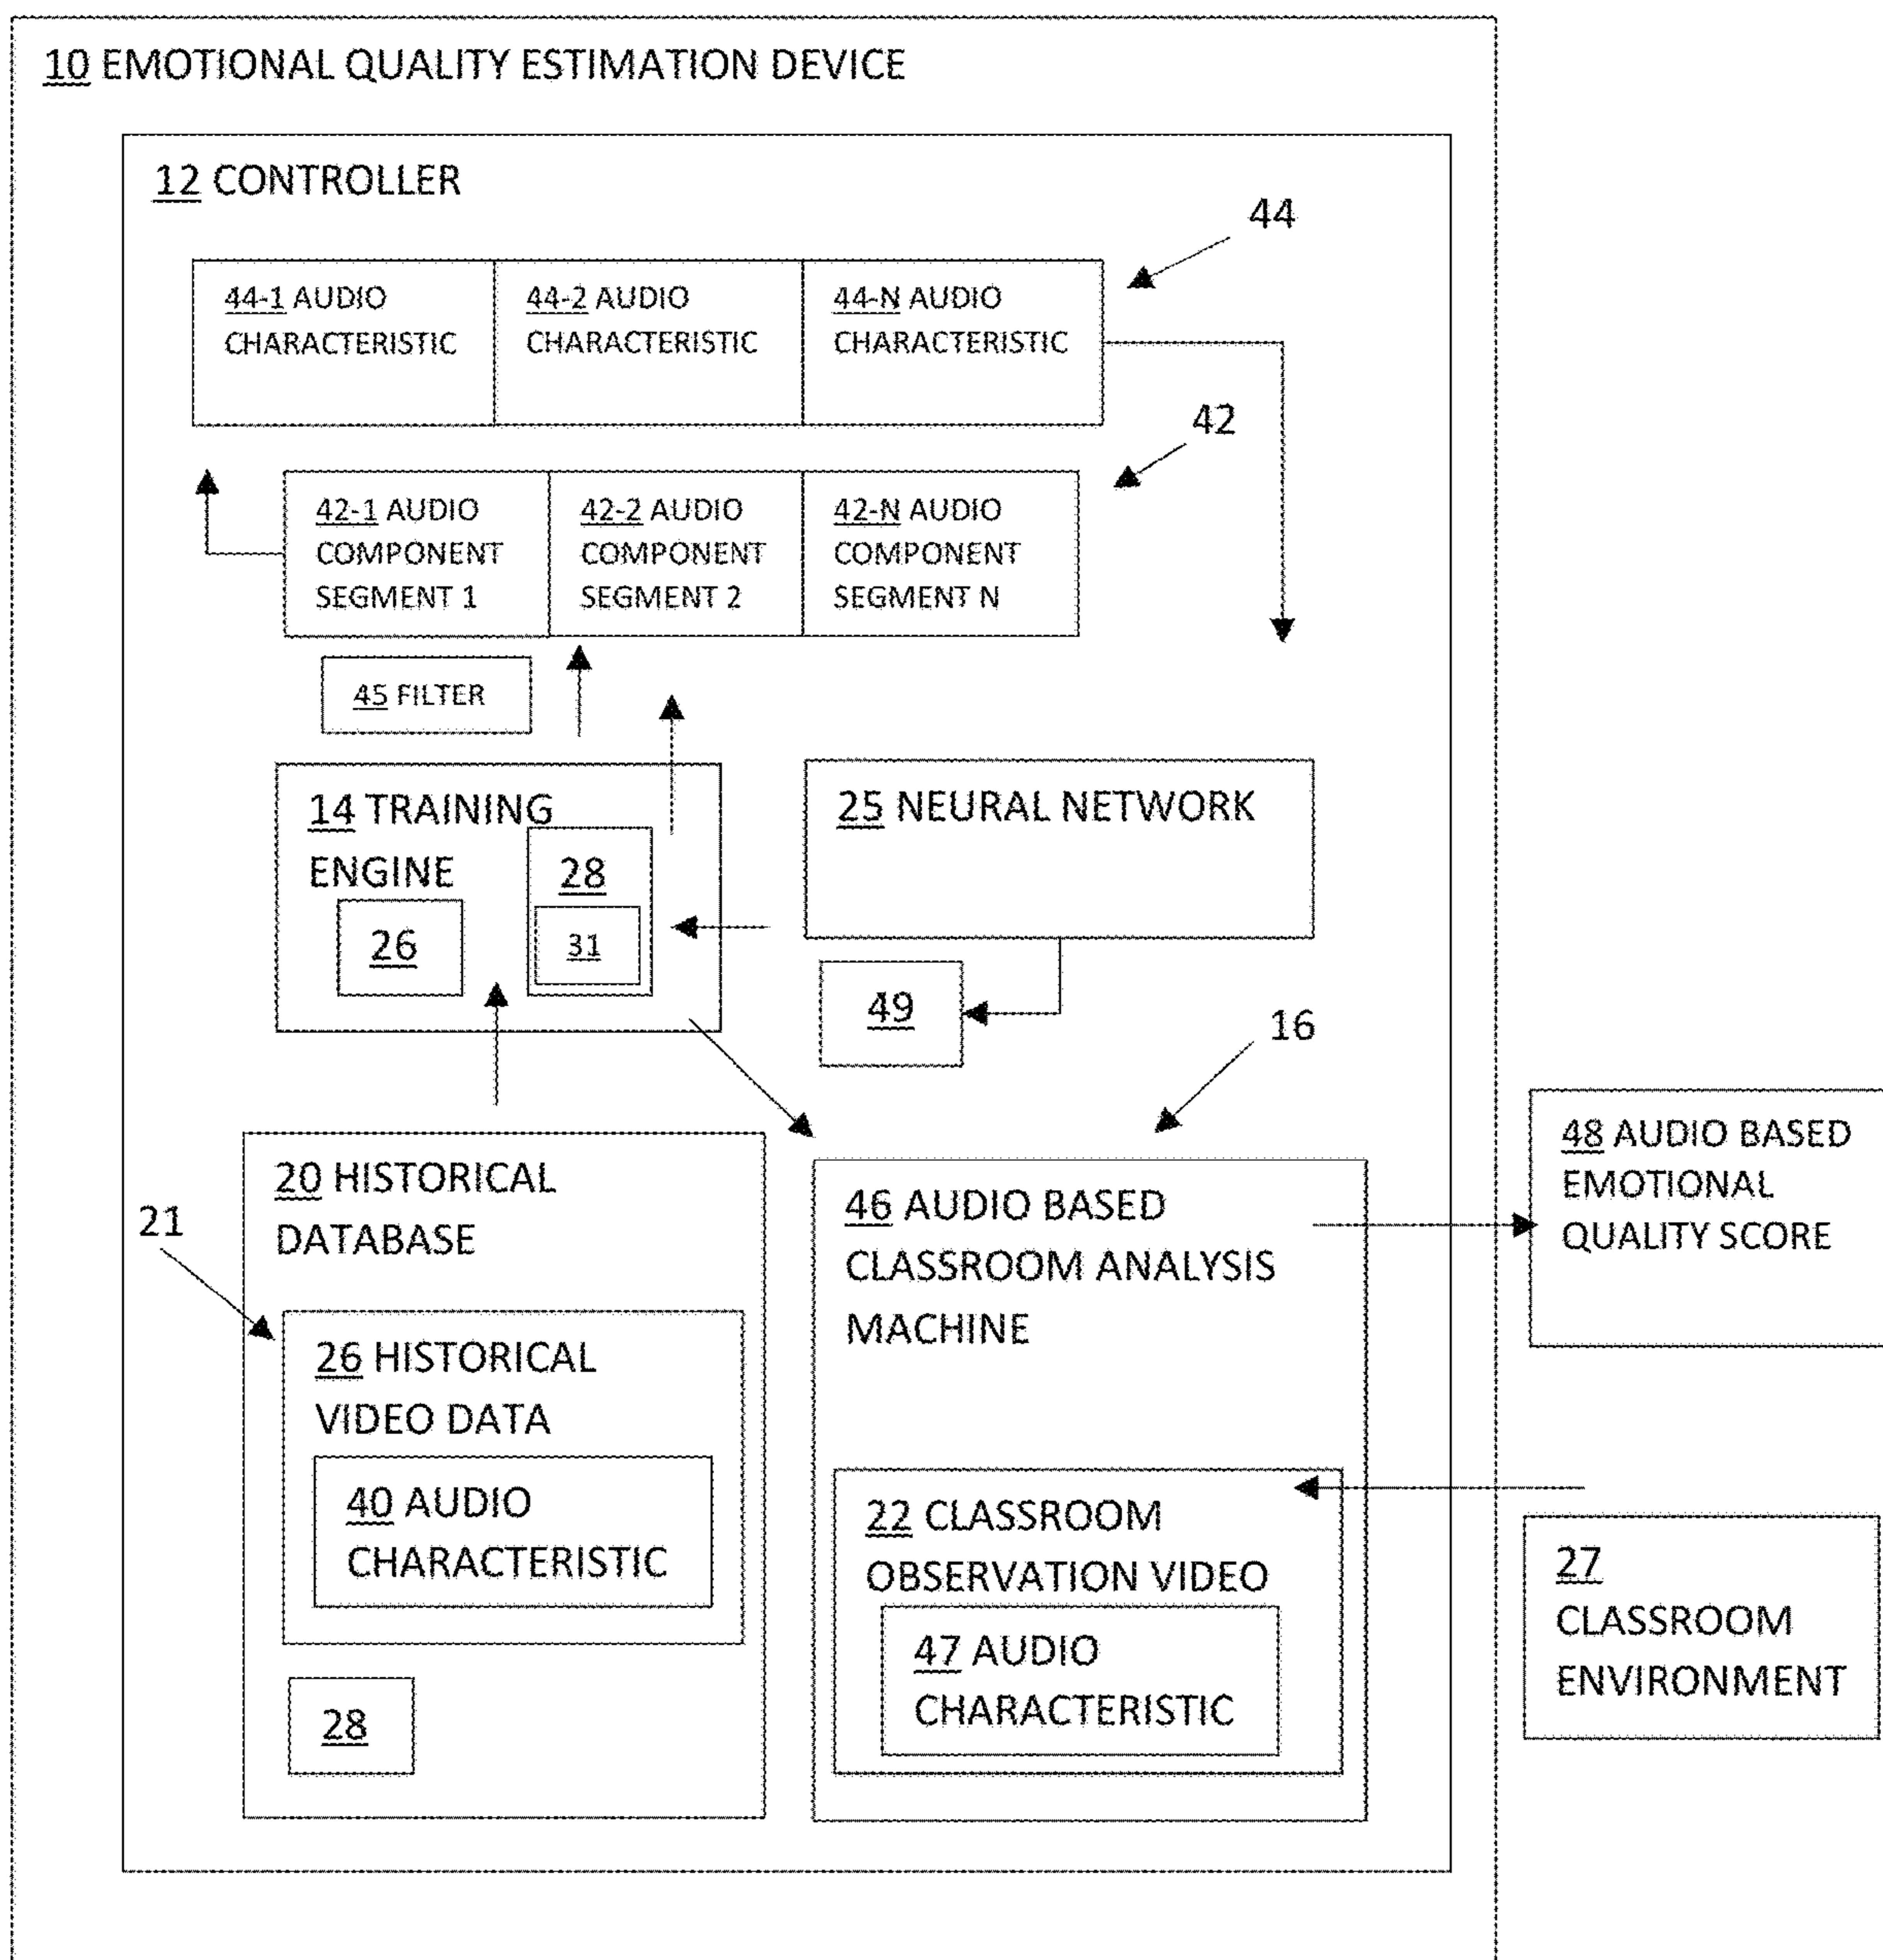 10 EMOTIONAL QUALITY ESTIMATION DEVICE
12 CONTROLLER
44
44-1 AUDIO
CHARACTERISTIC
44-2 AUDIO
CHARACTERISTIC
44-N AUDIO
CHARACTERISTIC
42
42-1 AUDIO
COMPONENT
SEGMENT 1
42-2 AUDIO
COMPONENT
SEGMENT 2
42-N AUDIO
COMPONENT
SEGMENT N
45 FILTER
14 TRAINING
ENGINE
26
28
31
25 NEURAL NETWORK
49
16
20 HISTORICAL
DATABASE
21
26 HISTORICAL
VIDEO DATA
40 AUDIO
CHARACTERISTIC
28
46 AUDIO BASED
CLASSROOM ANALYSIS
MACHINE
22 CLASSROOM
OBSERVATION VIDEO
47 AUDIO
CHARACTERISTIC
48 AUDIO BASED
EMOTIONAL
QUALITY SCORE
27
CLASSROOM
ENVIRONMENT